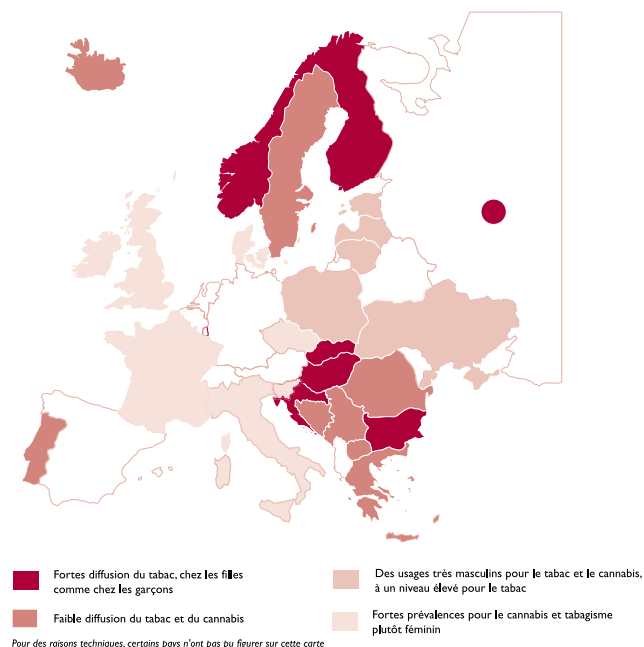 Fortes diffusion du tabac, chez les filles
comme chez les garçons
Faible diffusion du tabac et du cannabis
Des usages très masculins pour le tabac et le cannabis,
à un niveau élevé pour le tabac
Fortes prévalences pour le cannabis et tabagisme
plutôt féminin
Pour des raisons techniques, certains pays n'ont pas pu figurer sur cette carte